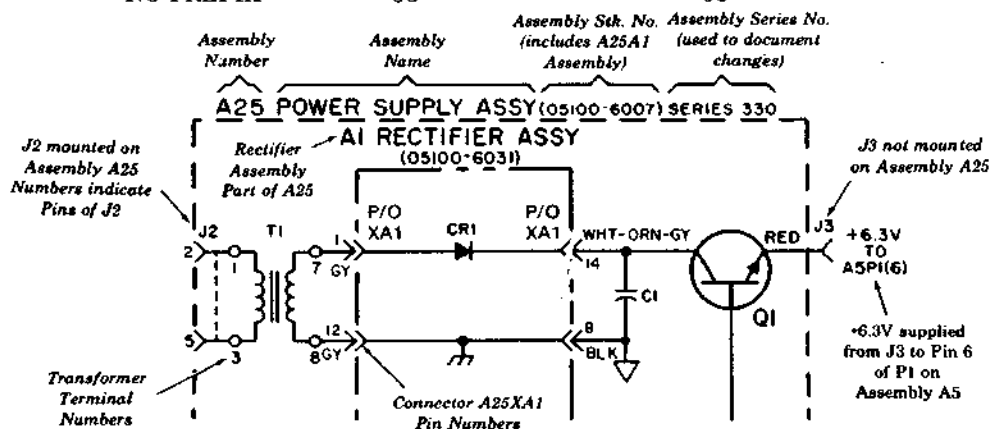 Assembly
Number
Assembly
Name
Assembly Stk. No.
(includes A25A1
Assembly)
Assembly Series No.
(used to document
changes)
A25 POWER SUPPLY ASSY (05100-6007) SERIES 330
A1 RECTIFIER ASSY
(05100-6031)
J2 mounted on
Assembly A25
Numbers indicate
Pins of J2
Rectifier
Assembly
Part of A25
J3 not mounted
on Assembly A25
J2
T1
P/O
XA1
CR1
P/O
XA1
WHT-ORN-GY
RED
J3
+6.3V
TO
A5P1(6)
2
1
7
1
GY
14
C1
Q1
5
3
8
12
GY
8
BLK
+6.3V supplied
from J3 to Pin 6
of P1 on
Assembly A5
Transformer
Terminal
Numbers
Connector A25XA1
Pin Numbers